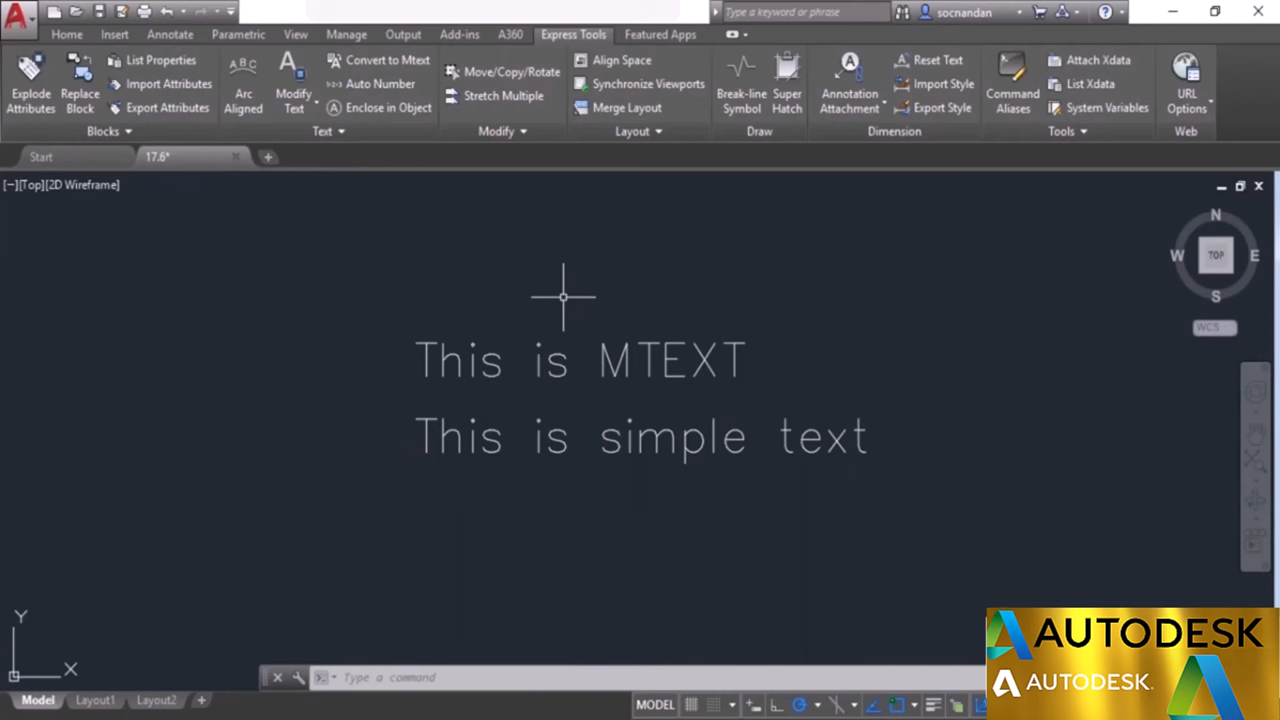 Type a keyword or phrase
socnandan
Home Insert Annotate Parametric View Manage Output Add-ins A360 Express Tools Featured Apps
Explode Attributes
Replace Block
List Properties
Import Attributes
Export Attributes
Blocks
ABC
Arc Aligned
A
Modify Text
Convert to Mtext
Auto Number
Enclose in Object
Text
Move/Copy/Rotate
Stretch Multiple
Modify
Align Space
Synchronize Viewports
Merge Layout
Layout
Break-line Symbol
Super Hatch
Draw
Annotation Attachment
Reset Text
Import Style
Export Style
Dimension
Command Aliases
Attach Xdata
List Xdata
System Variables
Tools
URL Options
Web
Start
17.6*
[−][Top][2D Wireframe]
N
W TOP E
S
WCS
This is MTEXT
This is simple text
Y
X
Type a command
Model Layout1 Layout2
MODEL
AUTODESK
AUTODESK.